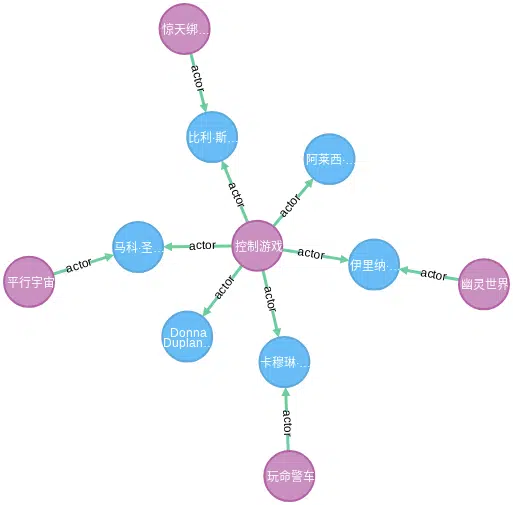 惊天绑...
actor
比利·斯...
阿莱西·...
actor
actor
马科·圣...
actor
控制游戏
actor
伊里纳·...
actor
平行宇宙
actor
幽灵世界
actor
actor
Donna
Duplan...
卡穆琳·...
actor
玩命警车